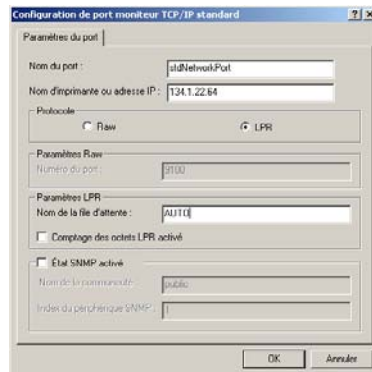 Configuration de port moniteur TCP/IP standard
Paramètres du port
Nom du port : stdNetworkPort
Nom d'imprimante ou adresse IP : 134.1.22.64
Protocole
Raw LPR
Paramètres Raw
Numéro du port : 9100
Paramètres LPR
Nom de la file d'attente : AUTO
Comptage des octets LPR activé
État SNMP activé
Nom de la communauté : public
Index du périphérique SNMP : 1
OK Annuler